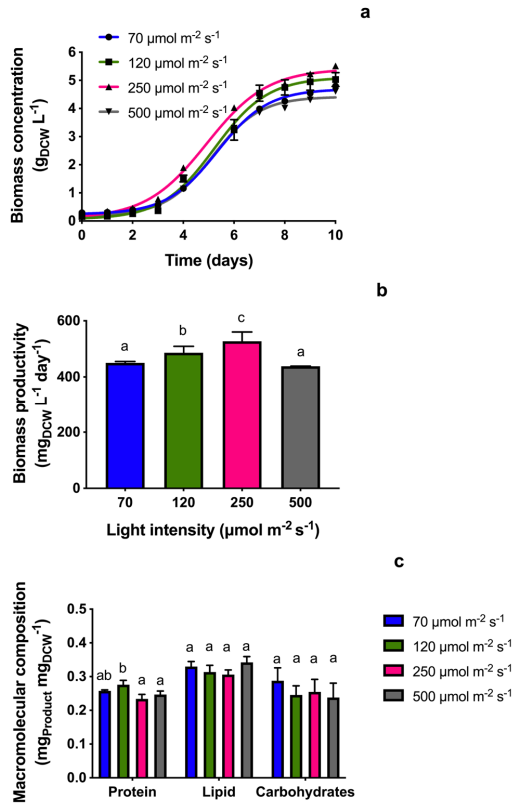 a
70 µmol m-2 s-1
120 µmol m-2 s-1
250 µmol m-2 s-1
500 µmol m-2 s-1
Biomass concentration
(gDCW L-1)
6
5
4
3
2
1
0
0 2 4 6 8 10
Time (days)
b
Biomass productivity
(mgDCW L-1 day-1)
600
400
200
0
a b c a
70 120 250 500
Light intensity (µmol m-2 s-1)
c
Macromolecular composition
(mgProduct mgDCW-1)
0.5
0.4
0.3
0.2
0.1
0.0
ab b a a a a a a a a a a
Protein Lipid Carbohydrates
70 µmol m-2 s-1
120 µmol m-2 s-1
250 µmol m-2 s-1
500 µmol m-2 s-1